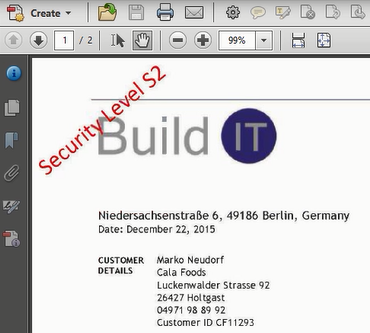 Create
1 / 2
99%
Security Level S2
Build IT
Niedersachsenstraße 6, 49186 Berlin, Germany
Date: December 22, 2015
CUSTOMER DETAILS
Marko Neudorf
Gala Foods
Luckenwalder Strasse 92
26427 Holtgast
04971 98 89 92
Customer ID CF11293